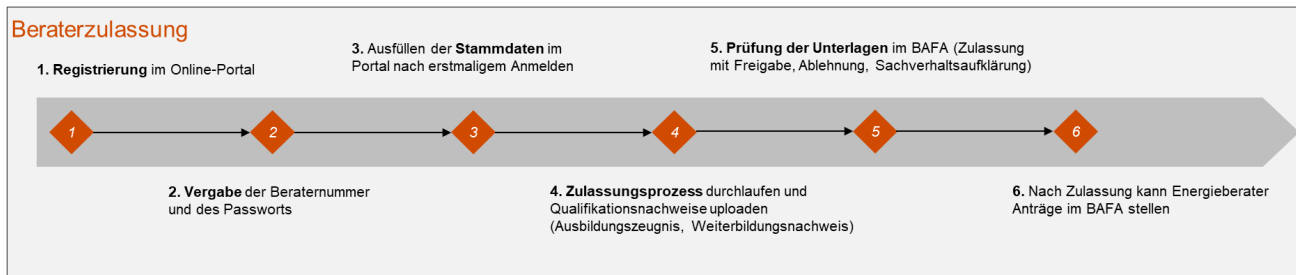 Beraterzulassung
1. Registrierung im Online-Portal
3. Ausfüllen der Stammdaten im
Portal nach erstmaligem Anmelden
5. Prüfung der Unterlagen im BAFA (Zulassung
mit Freigabe, Ablehnung, Sachverhaltsaufklärung)
1
2
3
4
5
6
2. Vergabe der Beraternummer
und des Passworts
4. Zulassungsprozess durchlaufen und
Qualifikationsnachweise uploaden
(Ausbildungszeugnis, Weiterbildungsnachweis)
6. Nach Zulassung kann Energieberater
Anträge im BAFA stellen